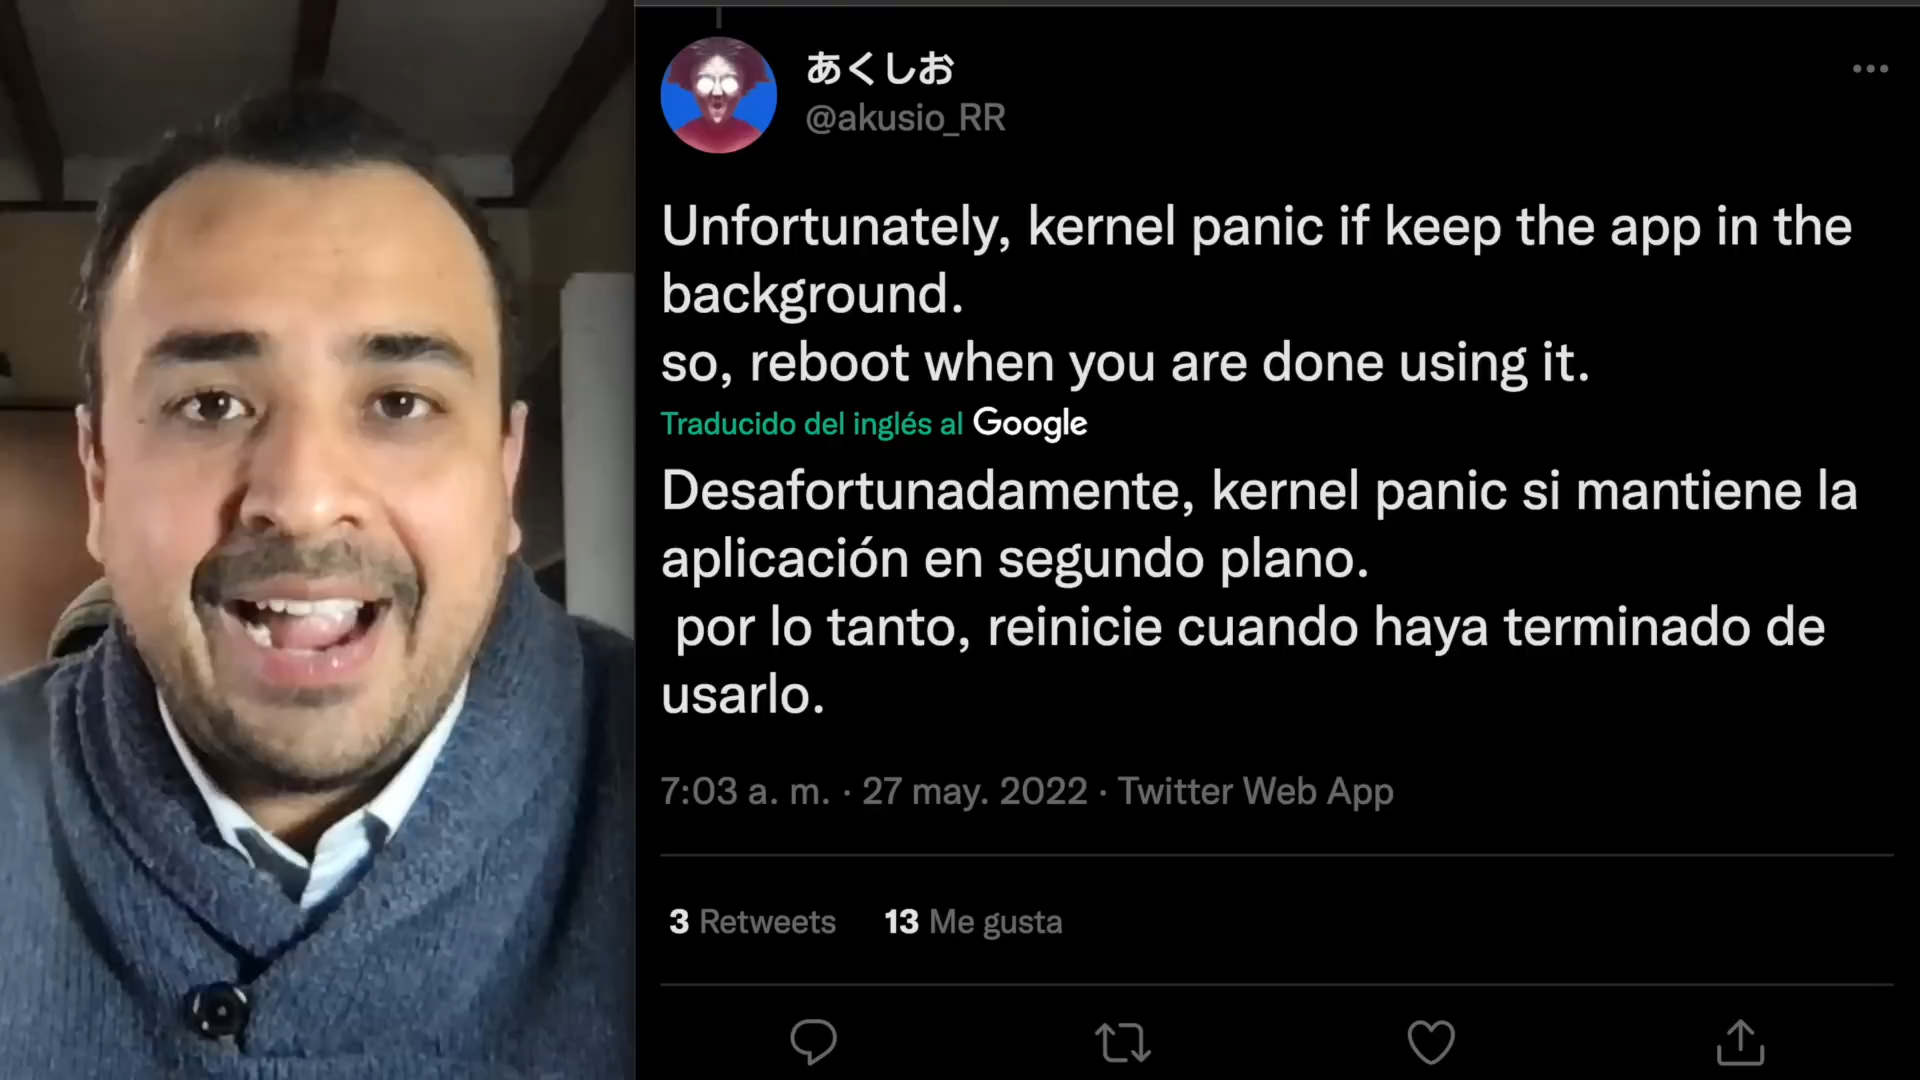 あくしお
@akusio_RR
Unfortunately, kernel panic if keep the app in the
background.
so, reboot when you are done using it.
Traducido del inglés al Google
Desafortunadamente, kernel panic si mantiene la
aplicación en segundo plano.
por lo tanto, reinicie cuando haya terminado de
usarlo.
7:03 a. m. · 27 may. 2022 · Twitter Web App
3 Retweets 13 Me gusta